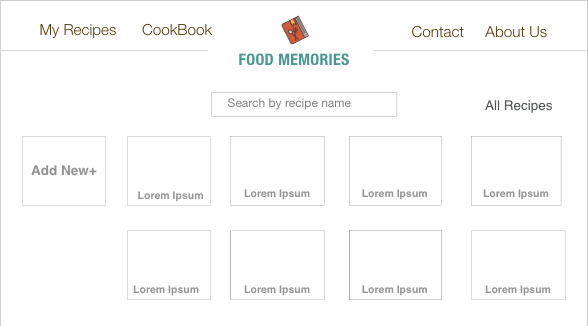 My Recipes
CookBook
Contact
About Us
FOOD MEMORIES
Search by recipe name
All Recipes
Add New+
Lorem Ipsum
Lorem Ipsum
Lorem Ipsum
Lorem Ipsum
Lorem Ipsum
Lorem Ipsum
Lorem Ipsum
Lorem Ipsum